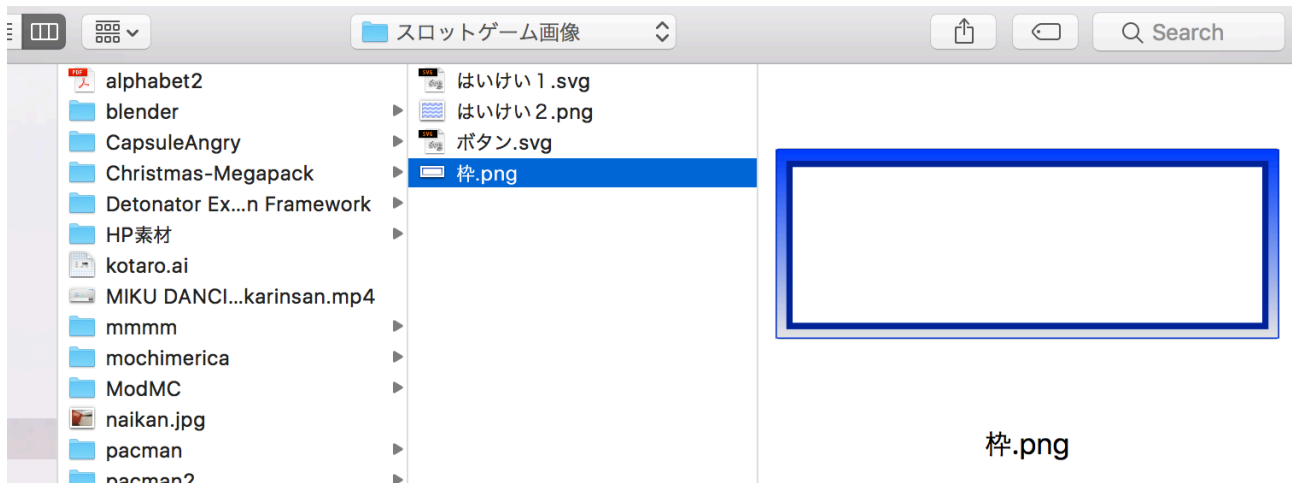 スロットゲーム画像
Search
alphabet2
blender
CapsuleAngry
Christmas-Megapack
Detonator Ex...n Framework
HP素材
kotaro.ai
MIKU DANCI...karinsan.mp4
mmmm
mochimerica
ModMC
naikan.jpg
pacman
pacman2
はいけい１.svg
はいけい２.png
ボタン.svg
枠.png
枠.png